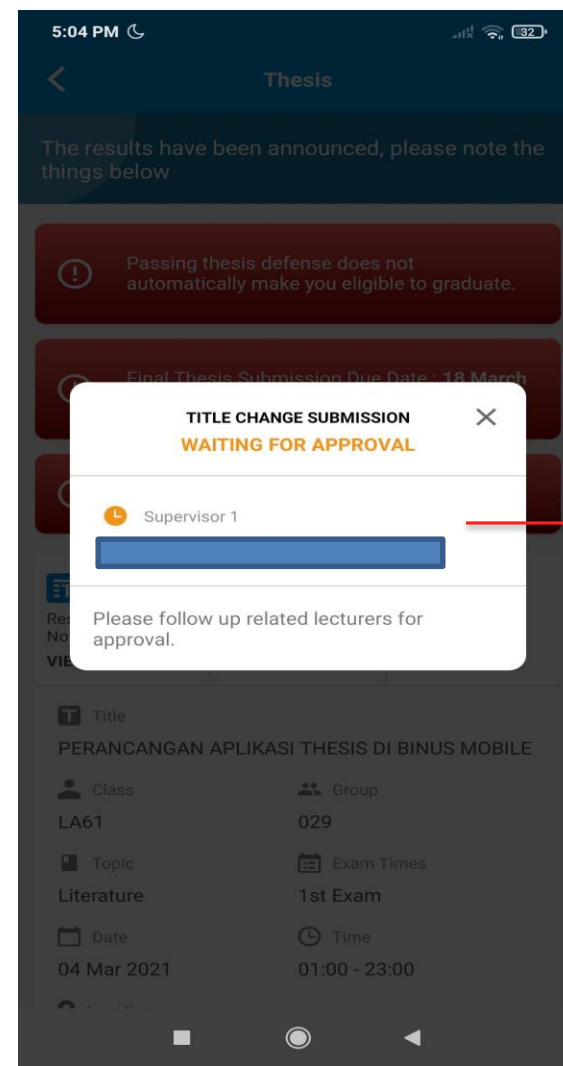 5:04 PM
32
Thesis
The results have been announced, please note the
things below
Passing thesis defense does not
automatically make you eligible to graduate.
Final Thesis Submission Due Date : 18 March
TITLE CHANGE SUBMISSION
WAITING FOR APPROVAL
Supervisor 1
Please follow up related lecturers for
approval.
Title
PERANCANGAN APLIKASI THESIS DI BINUS MOBILE
Class
Group
LA61
029
Topic
Exam Times
Literature
1st Exam
Date
Time
04 Mar 2021
01:00 - 23:00